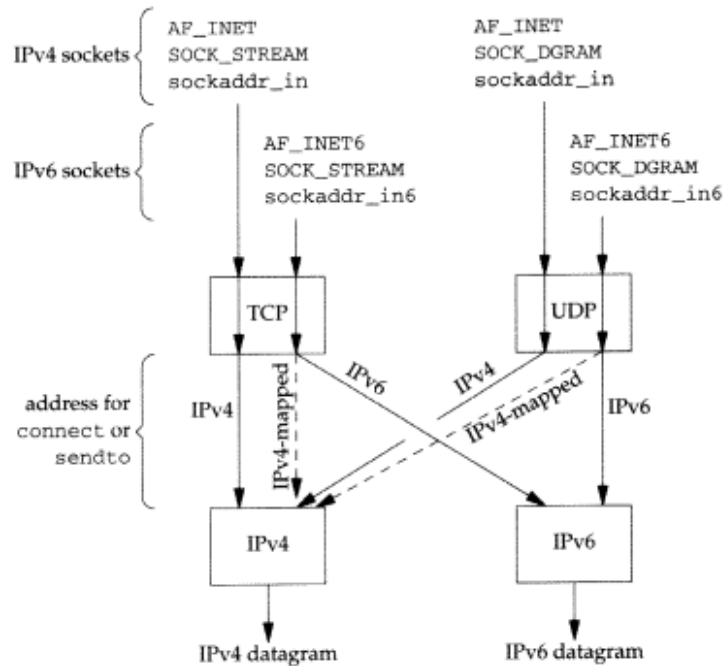 AF_INET
SOCK_STREAM
sockaddr_in
AF_INET
SOCK_DGRAM
sockaddr_in
IPv4 sockets
AF_INET6
SOCK_STREAM
sockaddr_in6
AF_INET6
SOCK_DGRAM
sockaddr_in6
IPv6 sockets
TCP
UDP
address for
connect or
sendto
IPv4
IPv4-mapped
IPv6
IPv4
IPv4-mapped
IPv6
IPv4
IPv6
IPv4 datagram
IPv6 datagram